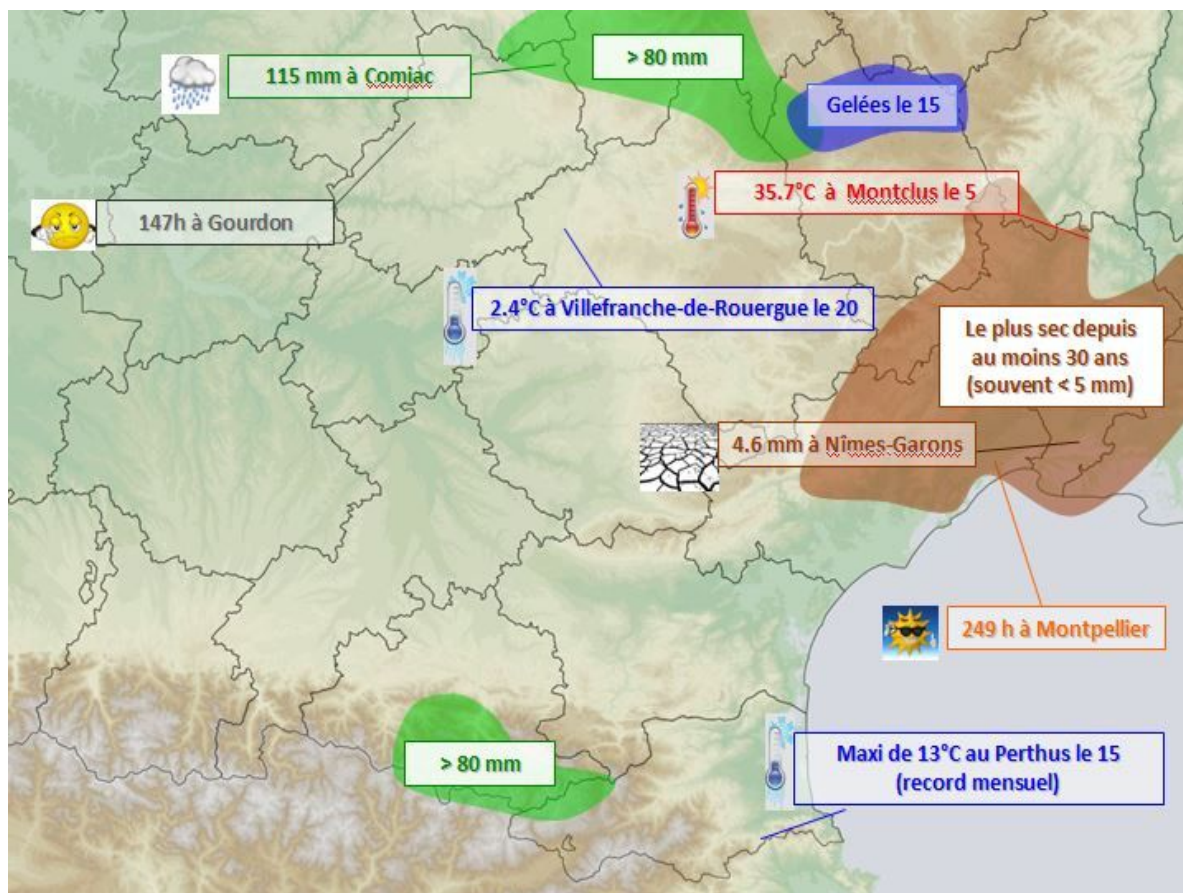 > 80 mm
115 mm à Comiac
Gelées le 15
35.7°C à Montclus le 5
147h à Gourdon
2.4°C à Villefranche-de-Rouergue le 20
Le plus sec depuis
au moins 30 ans
(souvent < 5 mm)
4.6 mm à Nîmes-Garons
249 h à Montpellier
> 80 mm
Maxi de 13°C au Perthus le 15
(record mensuel)